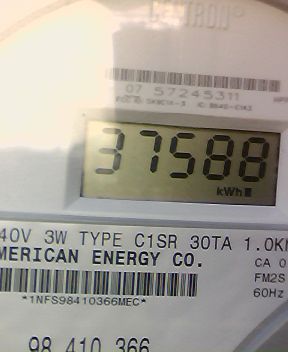 CENTRON®
07 57245311
37588
kWh
40V 3W TYPE C1SR 30TA 1.0K
MERICAN ENERGY CO.
CA 0
FM2S
*1NFS98410366MEC*
60Hz
98 410 366